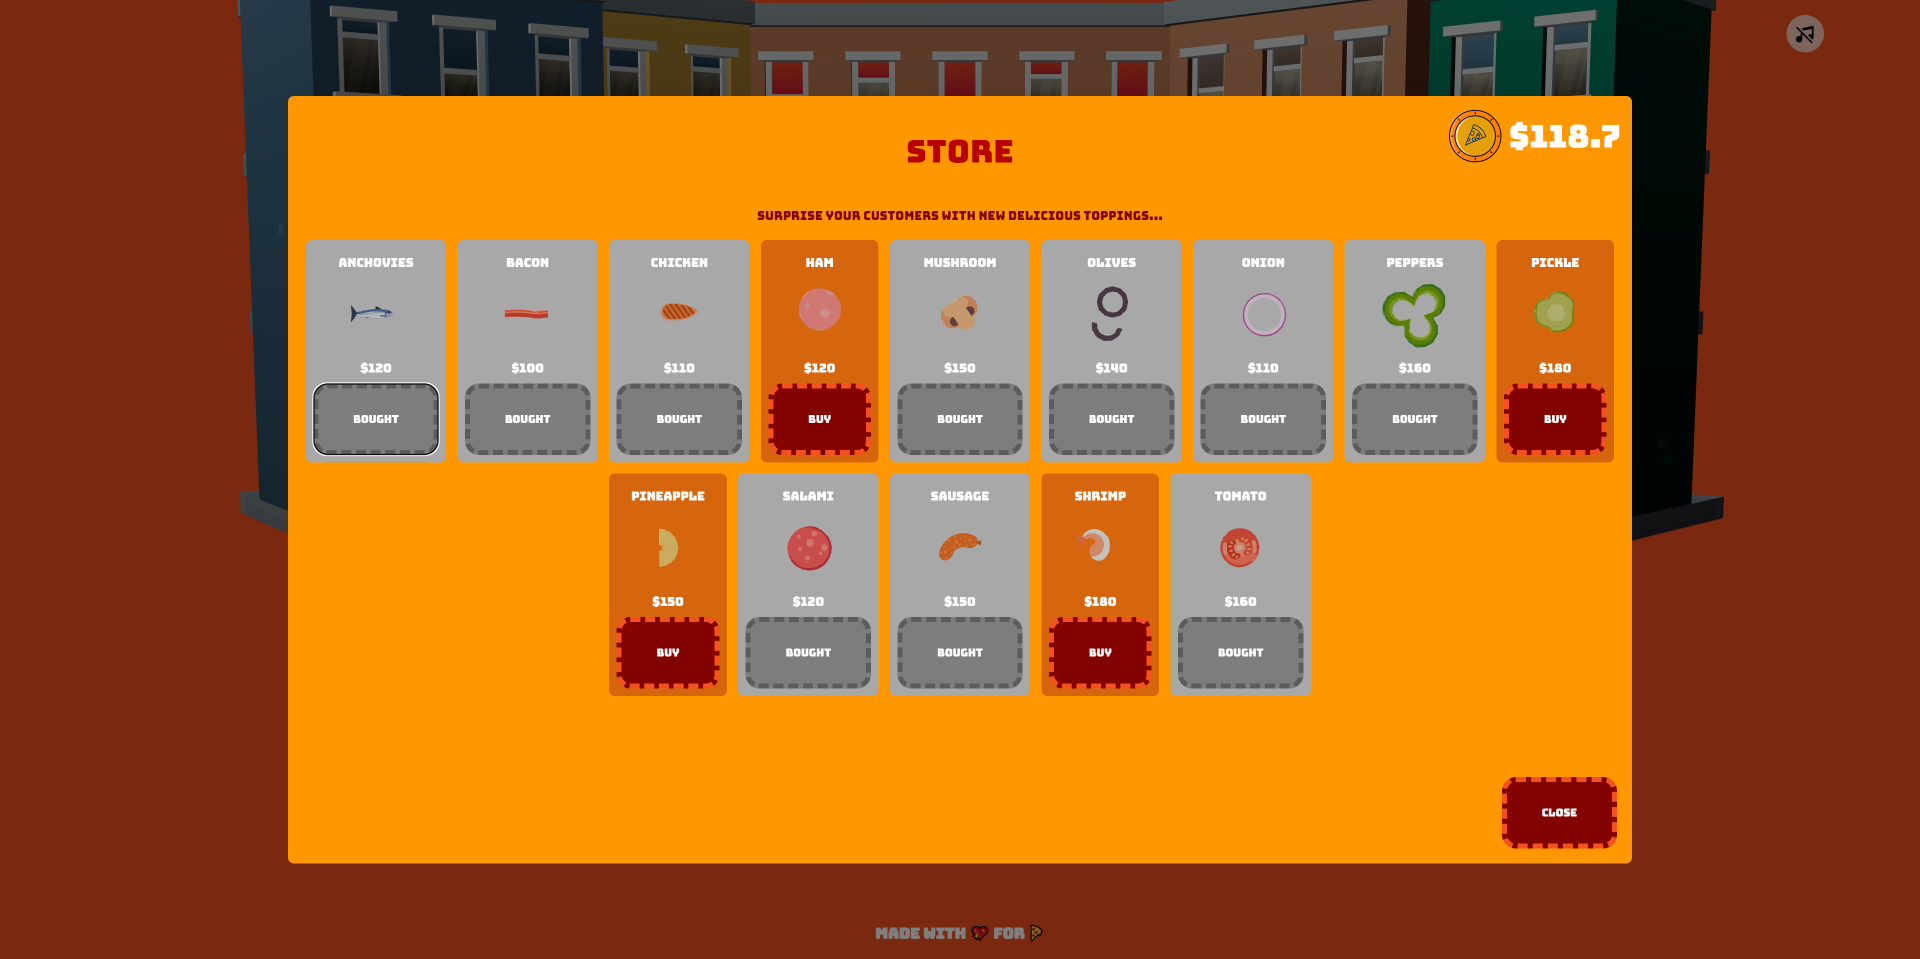 $118.7
STORE
SURPRISE YOUR CUSTOMERS WITH NEW DELICIOUS TOPPINGS...
ANCHOVIES BACON CHICKEN HAM MUSHROOM OLIVES ONION PEPPERS PICKLE
$120 $100 $110 $120 $150 $140 $110 $160 $180
BOUGHT BOUGHT BOUGHT BUY BOUGHT BOUGHT BOUGHT BOUGHT BUY
PINEAPPLE SALAMI SAUSAGE SHRIMP TOMATO
$150 $120 $150 $180 $160
BUY BOUGHT BOUGHT BUY BOUGHT
CLOSE
MADE WITH FOR